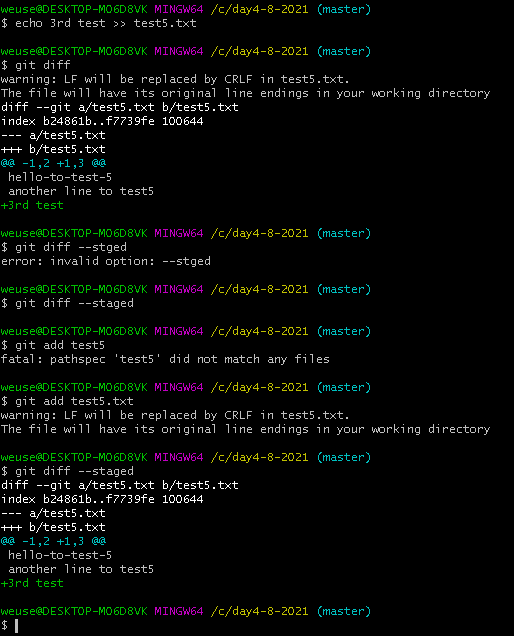 weuse@DESKTOP-MO6D8VK MINGW64 /c/day4-8-2021 (master)
$ echo 3rd test >> test5.txt
weuse@DESKTOP-MO6D8VK MINGW64 /c/day4-8-2021 (master)
$ git diff
warning: LF will be replaced by CRLF in test5.txt.
The file will have its original line endings in your working directory
diff --git a/test5.txt b/test5.txt
index b24861b..f7739fe 100644
--- a/test5.txt
+++ b/test5.txt
@@ -1,2 +1,3 @@
 hello-to-test-5
 another line to test5
+3rd test
weuse@DESKTOP-MO6D8VK MINGW64 /c/day4-8-2021 (master)
$ git diff --stged
error: invalid option: --stged
weuse@DESKTOP-MO6D8VK MINGW64 /c/day4-8-2021 (master)
$ git diff --staged
weuse@DESKTOP-MO6D8VK MINGW64 /c/day4-8-2021 (master)
$ git add test5
fatal: pathspec 'test5' did not match any files
weuse@DESKTOP-MO6D8VK MINGW64 /c/day4-8-2021 (master)
$ git add test5.txt
warning: LF will be replaced by CRLF in test5.txt.
The file will have its original line endings in your working directory
weuse@DESKTOP-MO6D8VK MINGW64 /c/day4-8-2021 (master)
$ git diff --staged
diff --git a/test5.txt b/test5.txt
index b24861b..f7739fe 100644
--- a/test5.txt
+++ b/test5.txt
@@ -1,2 +1,3 @@
 hello-to-test-5
 another line to test5
+3rd test
weuse@DESKTOP-MO6D8VK MINGW64 /c/day4-8-2021 (master)
$